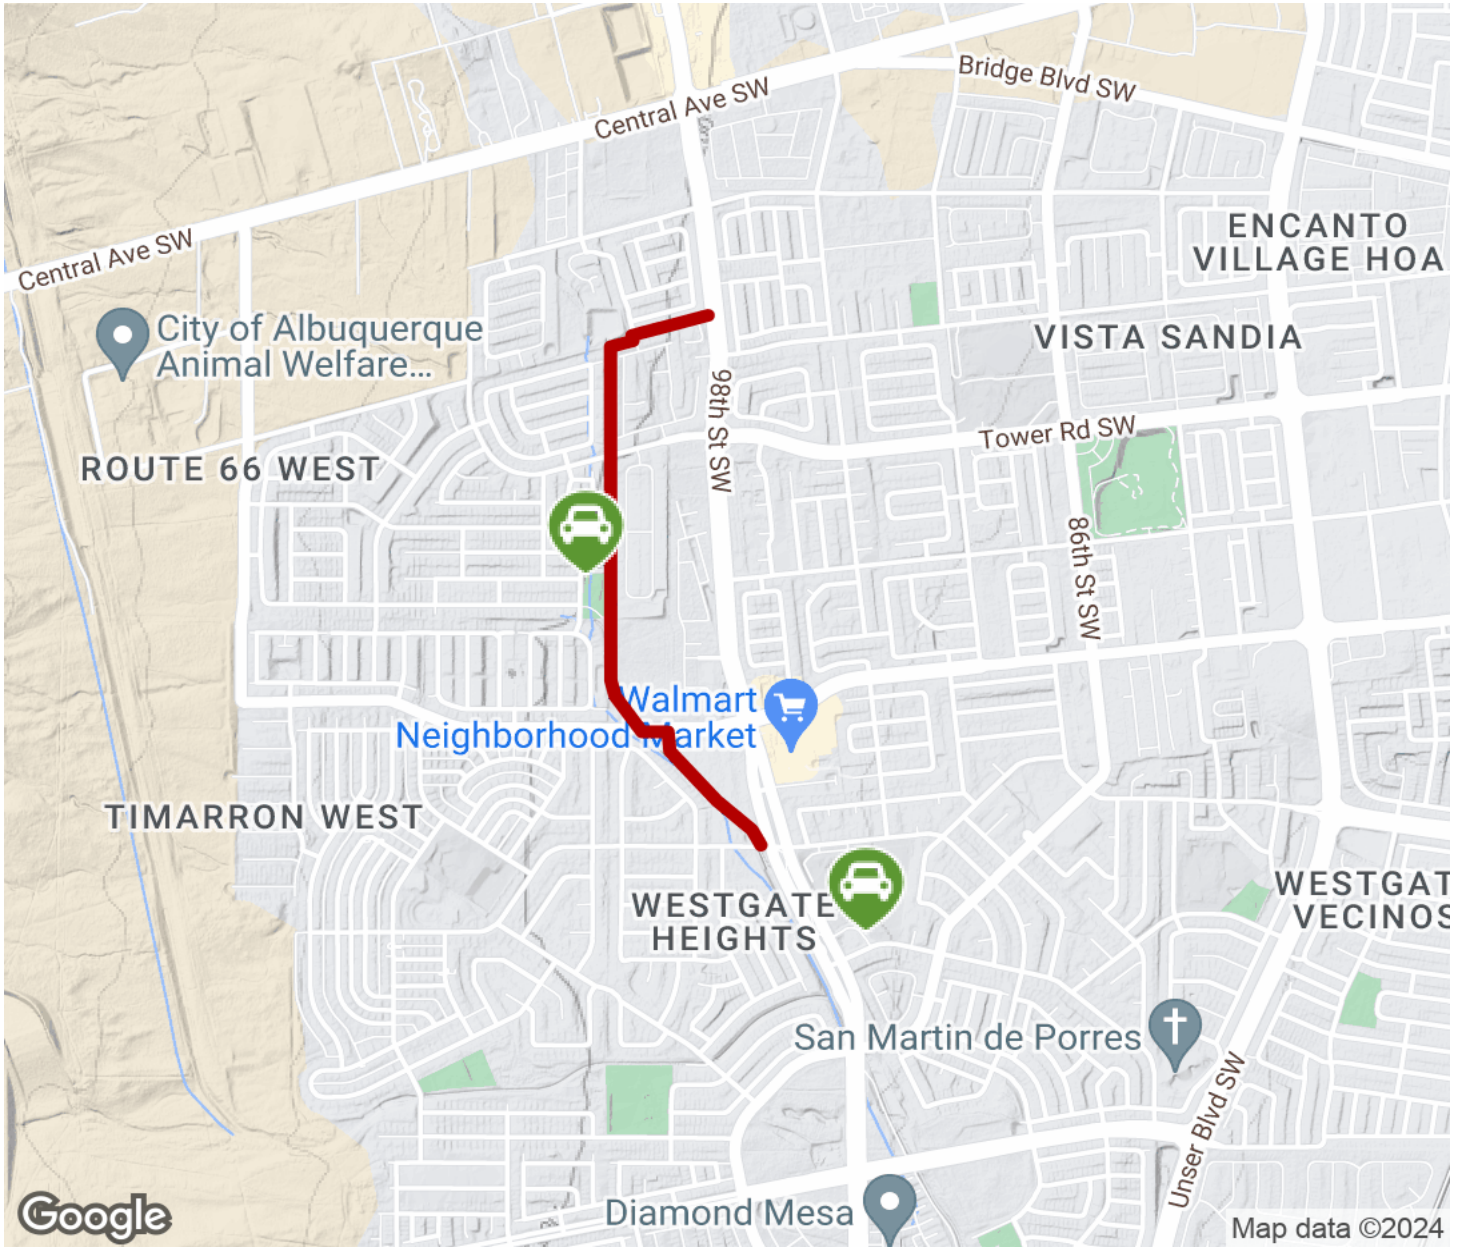 Bridge Blvd SW
Central Ave SW
ENCANTO
VILLAGE HOA
Central Ave SW
City of Albuquerque
Animal Welfare...
VISTA SANDIA
98th St SW
Tower Rd SW
ROUTE 66 WEST
86th St SW
Walmart
Neighborhood Market
TIMARRON WEST
WESTGATE
HEIGHTS
WESTGAT
VECINOS
San Martin de Porres
Unser Blvd SW
Diamond Mesa
Google
Map data ©2024